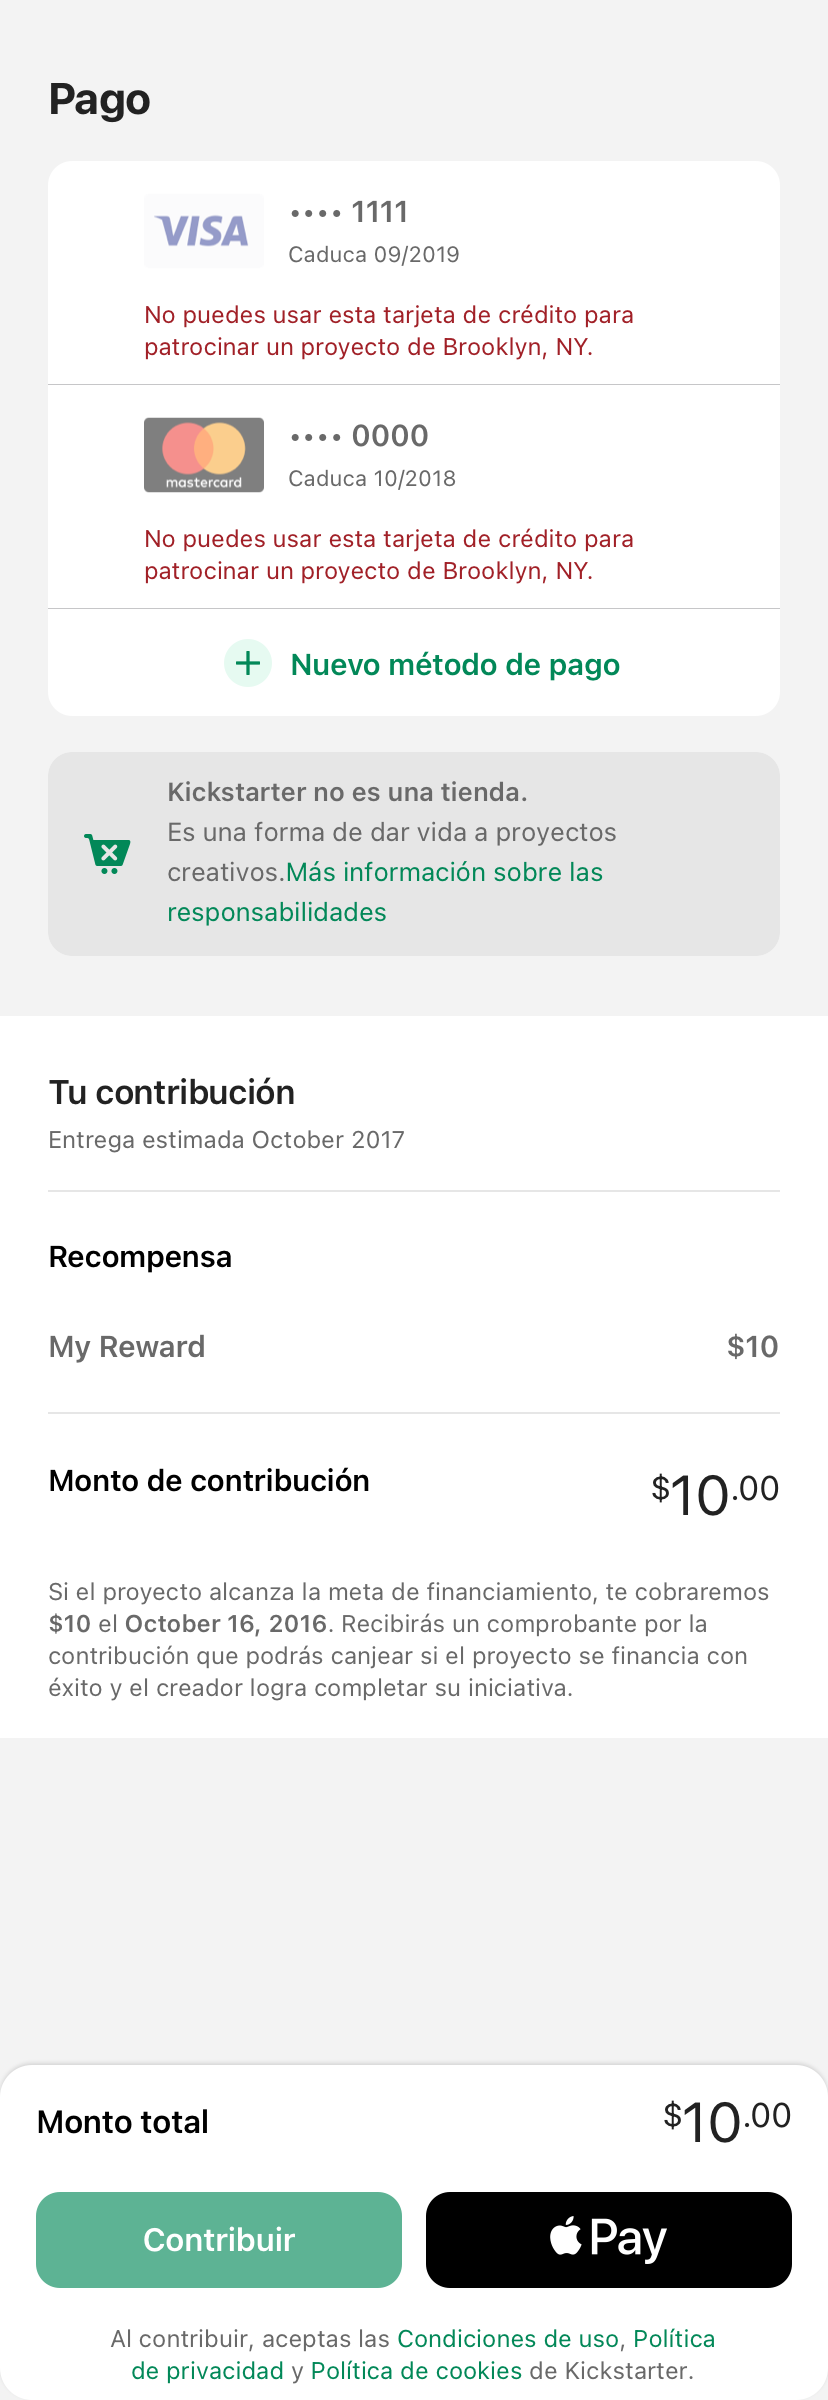 Pago
VISA
•••• 1111
Caduca 09/2019
No puedes usar esta tarjeta de crédito para
patrocinar un proyecto de Brooklyn, NY.
•••• 0000
mastercard
Caduca 10/2018
No puedes usar esta tarjeta de crédito para
patrocinar un proyecto de Brooklyn, NY.
+ Nuevo método de pago
Kickstarter no es una tienda.
Es una forma de dar vida a proyectos
creativos.Más información sobre las
responsabilidades
Tu contribución
Entrega estimada October 2017
Recompensa
My Reward $10
Monto de contribución $10.00
Si el proyecto alcanza la meta de financiamiento, te cobraremos
$10 el October 16, 2016. Recibirás un comprobante por la
contribución que podrás canjear si el proyecto se financia con
éxito y el creador logra completar su iniciativa.
Monto total $10.00
Contribuir Pay
Al contribuir, aceptas las Condiciones de uso, Política
de privacidad y Política de cookies de Kickstarter.